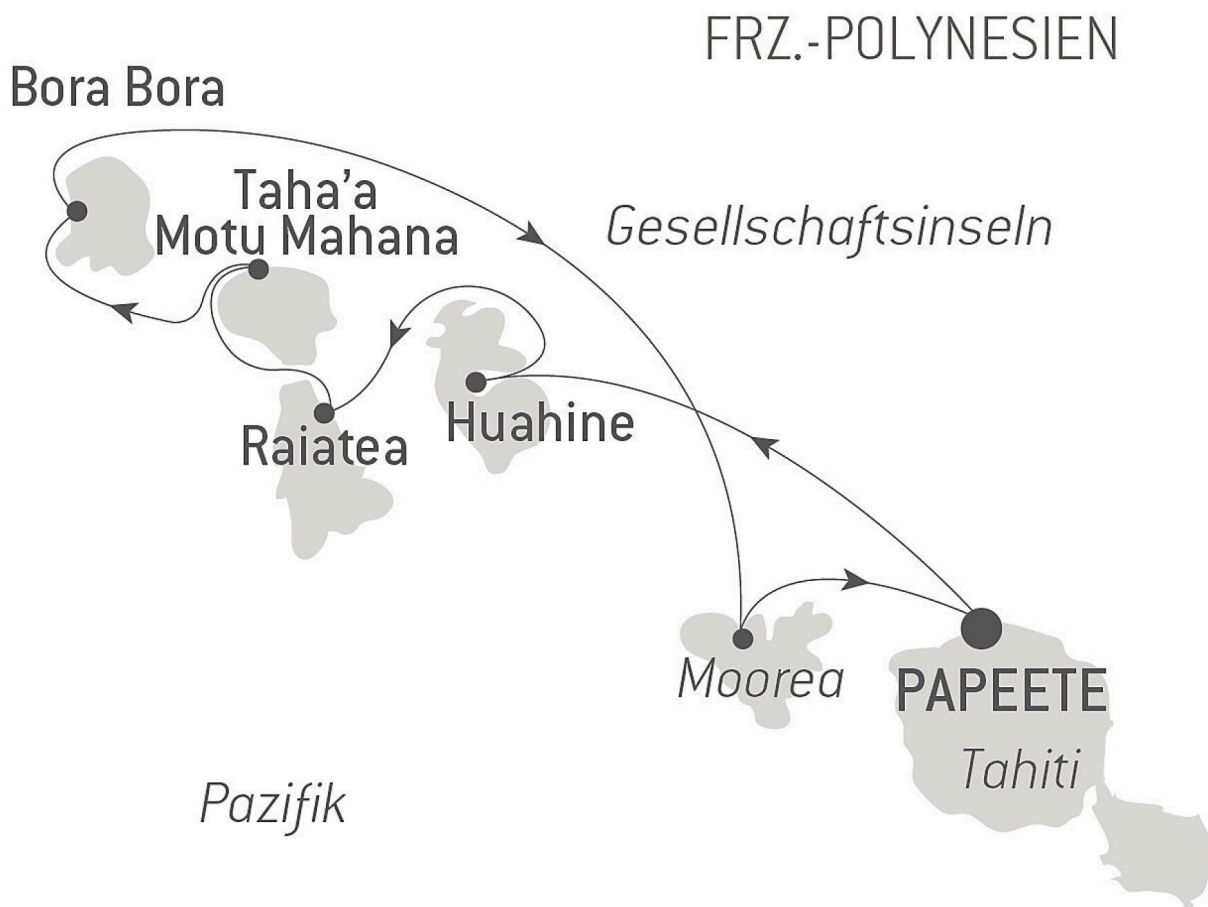 FRZ.-POLYNESIEN
Bora Bora
Taha'a
Motu Mahana
Gesellschaftsinseln
Raiatea
Huahine
Moorea
PAPEETE
Tahiti
Pazifik